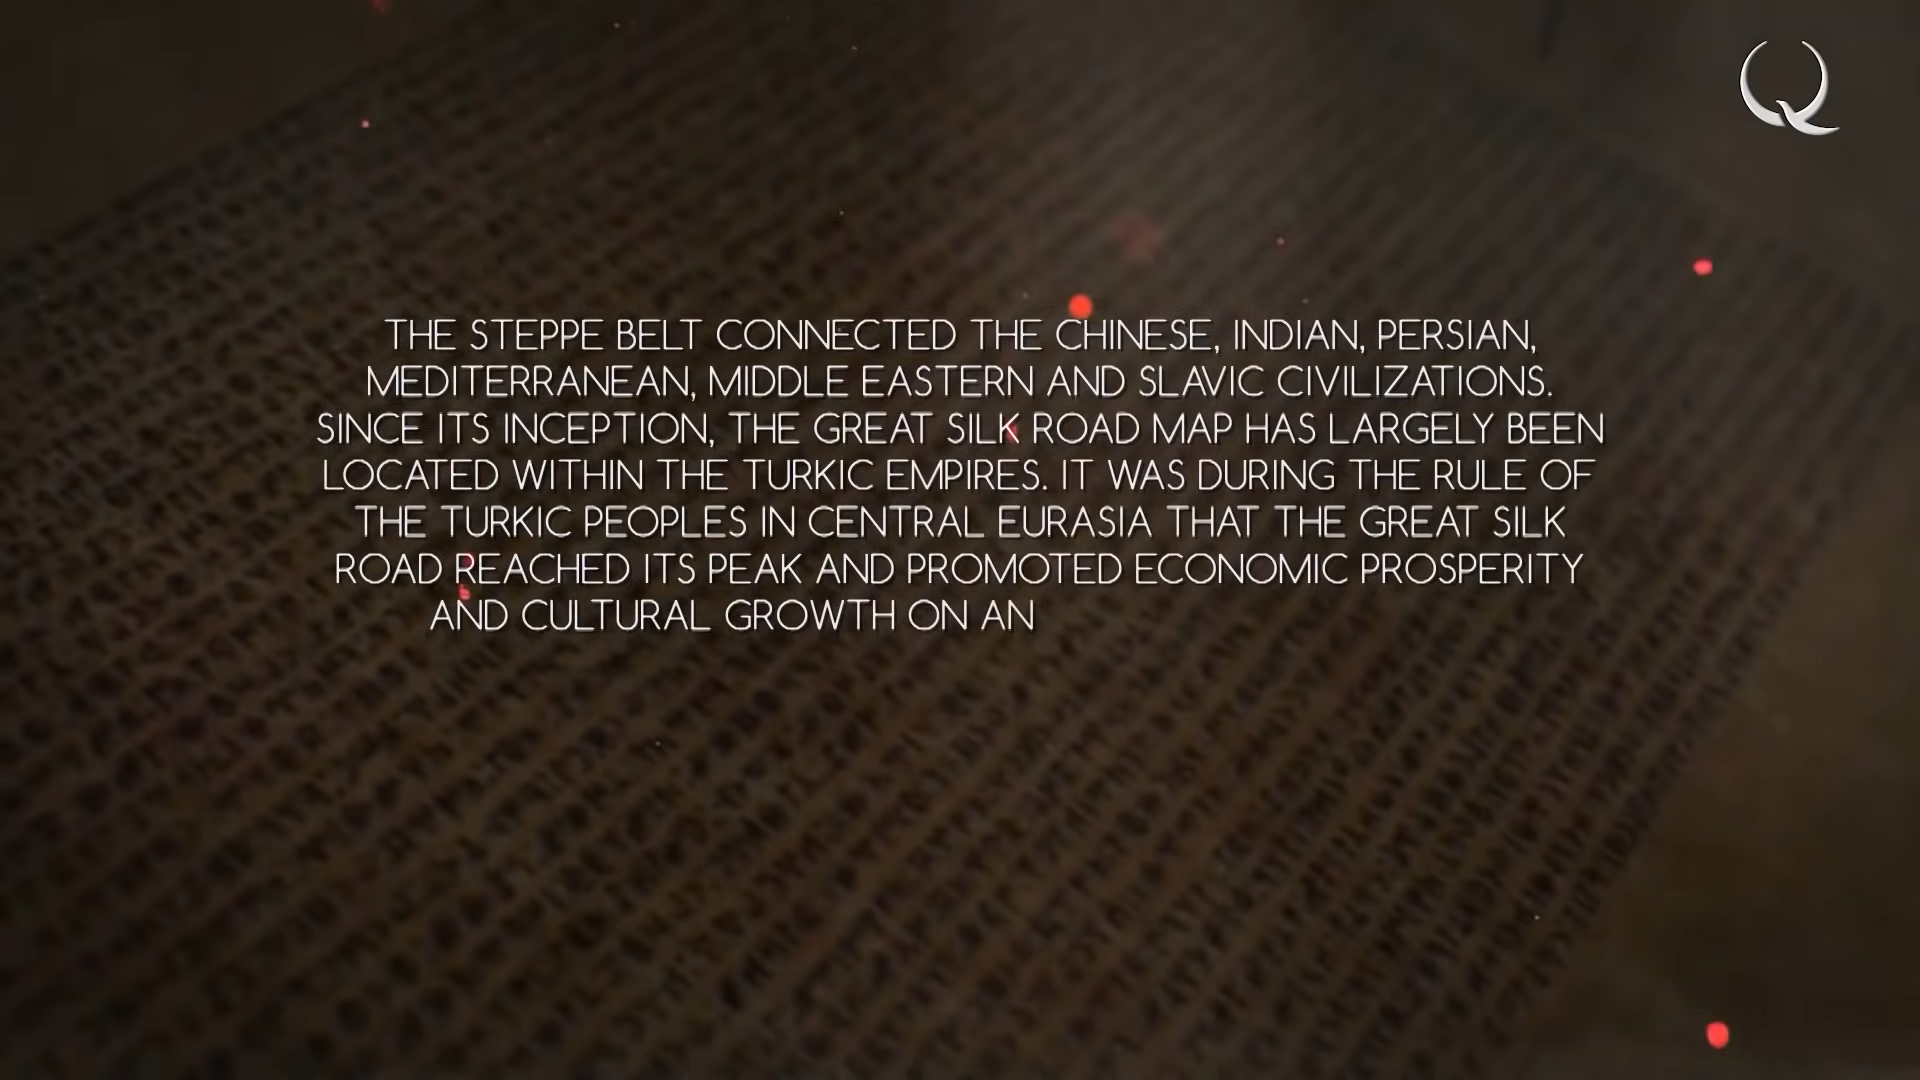 THE STEPPE BELT CONNECTED THE CHINESE, INDIAN, PERSIAN,
MEDITERRANEAN, MIDDLE EASTERN AND SLAVIC CIVILIZATIONS.
SINCE ITS INCEPTION, THE GREAT SILK ROAD MAP HAS LARGELY BEEN
LOCATED WITHIN THE TURKIC EMPIRES. IT WAS DURING THE RULE OF
THE TURKIC PEOPLES IN CENTRAL EURASIA THAT THE GREAT SILK
ROAD REACHED ITS PEAK AND PROMOTED ECONOMIC PROSPERITY
AND CULTURAL GROWTH ON AN